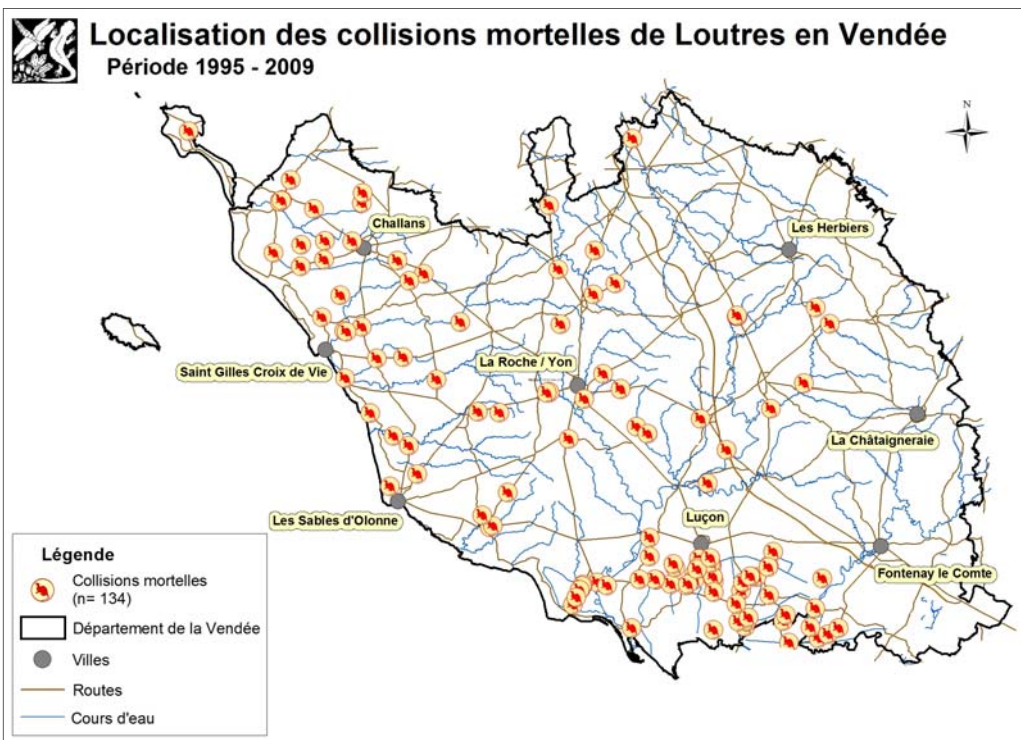 Localisation des collisions mortelles de Loutres en Vendée
Période 1995 - 2009
N
Challans
Les Herbiers
La Roche / Yon
Saint Gilles Croix de Vie
La Châtaigneraie
Les Sables d'Olonne
Luçon
Fontenay le Comte
Légende
Collisions mortelles
(n= 134)
Département de la Vendée
Villes
Routes
Cours d'eau